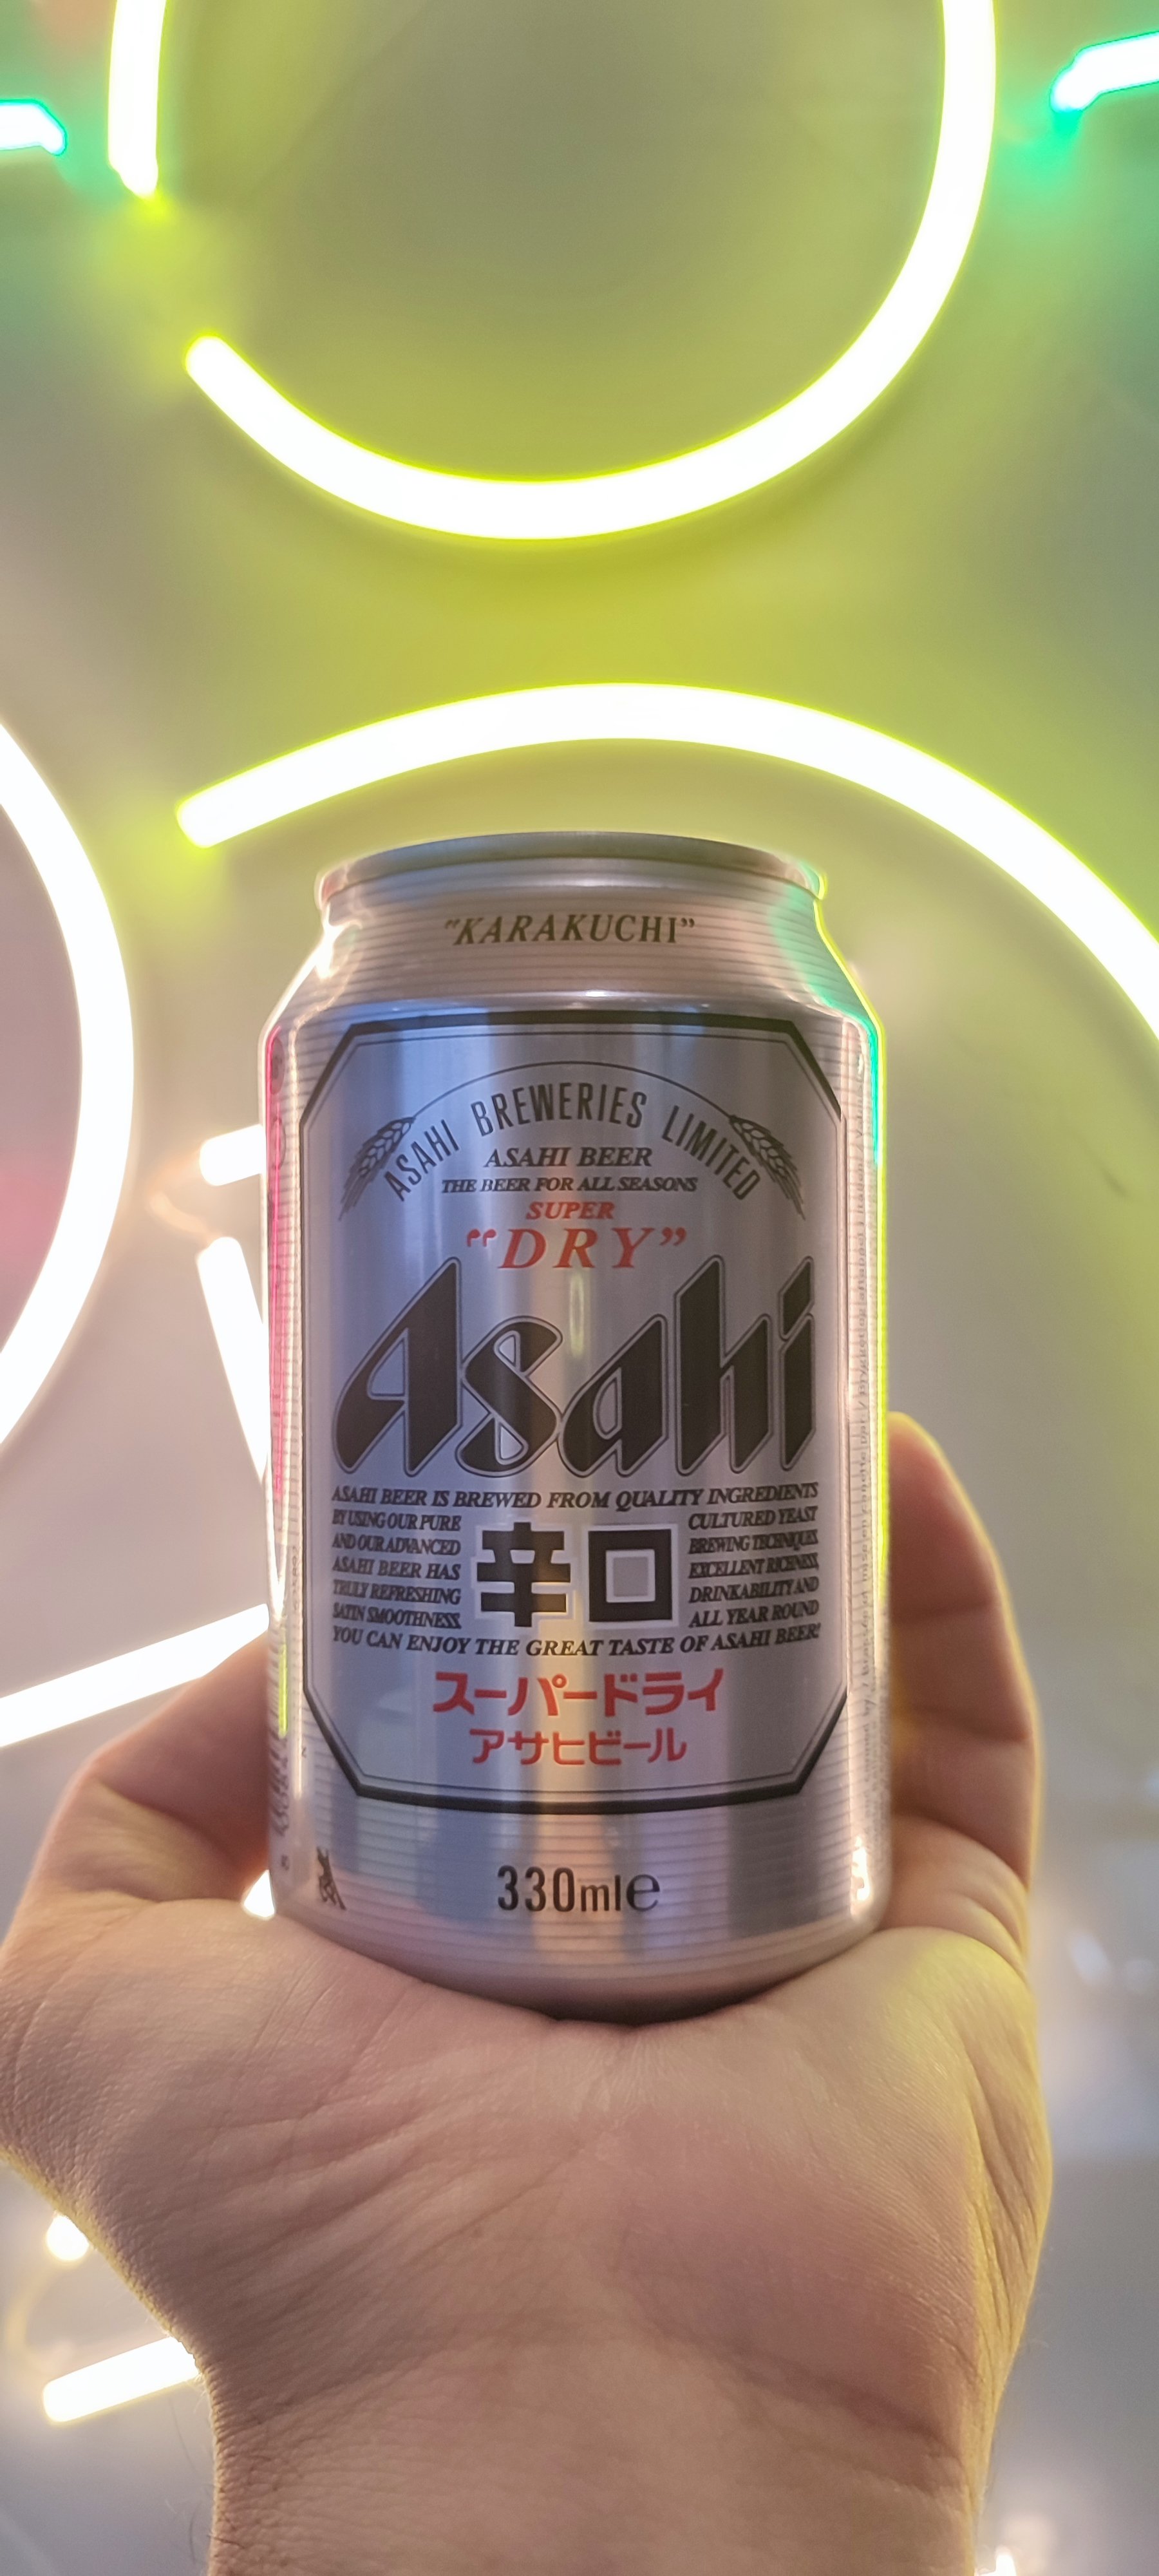 “KARAKUCHI”
ASAHI BREWERIES LIMITED
ASAHI BEER
THE BEER FOR ALL SEASONS
SUPER
“DRY”
Asahi
ASAHI BEER IS BREWED FROM QUALITY INGREDIENTS
BY USING OUR PURE
AND OUR ADVANCED
ASAHI BEER HAS
TRULY REFRESHING
SATIN SMOOTHNESS.
辛口
CULTURED YEAST
BREWING TECHNIQUES.
EXCELLENT RICHNESS,
DRINKABILITY AND
ALL YEAR ROUND
YOU CAN ENJOY THE GREAT TASTE OF ASAHI BEER!
スーパードライ
アサヒビール
330ml℮